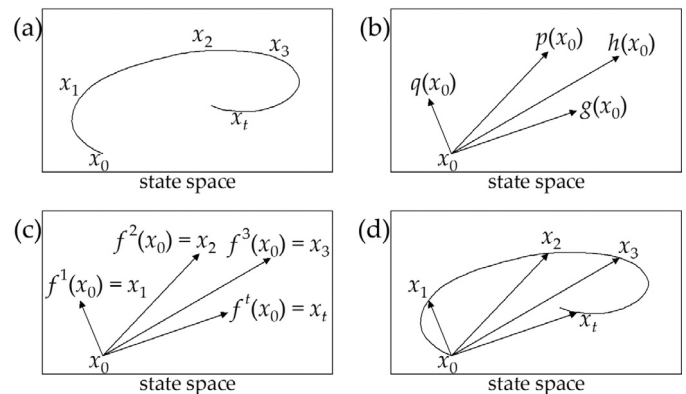 (a)
x₂
x₃
x₁
xₜ
x₀
state space
(b)
p(x₀)
h(x₀)
q(x₀)
g(x₀)
x₀
state space
(c)
f²(x₀) = x₂
f³(x₀) = x₃
f¹(x₀) = x₁
fᵗ(x₀) = xₜ
x₀
state space
(d)
x₂
x₃
x₁
xₜ
x₀
state space